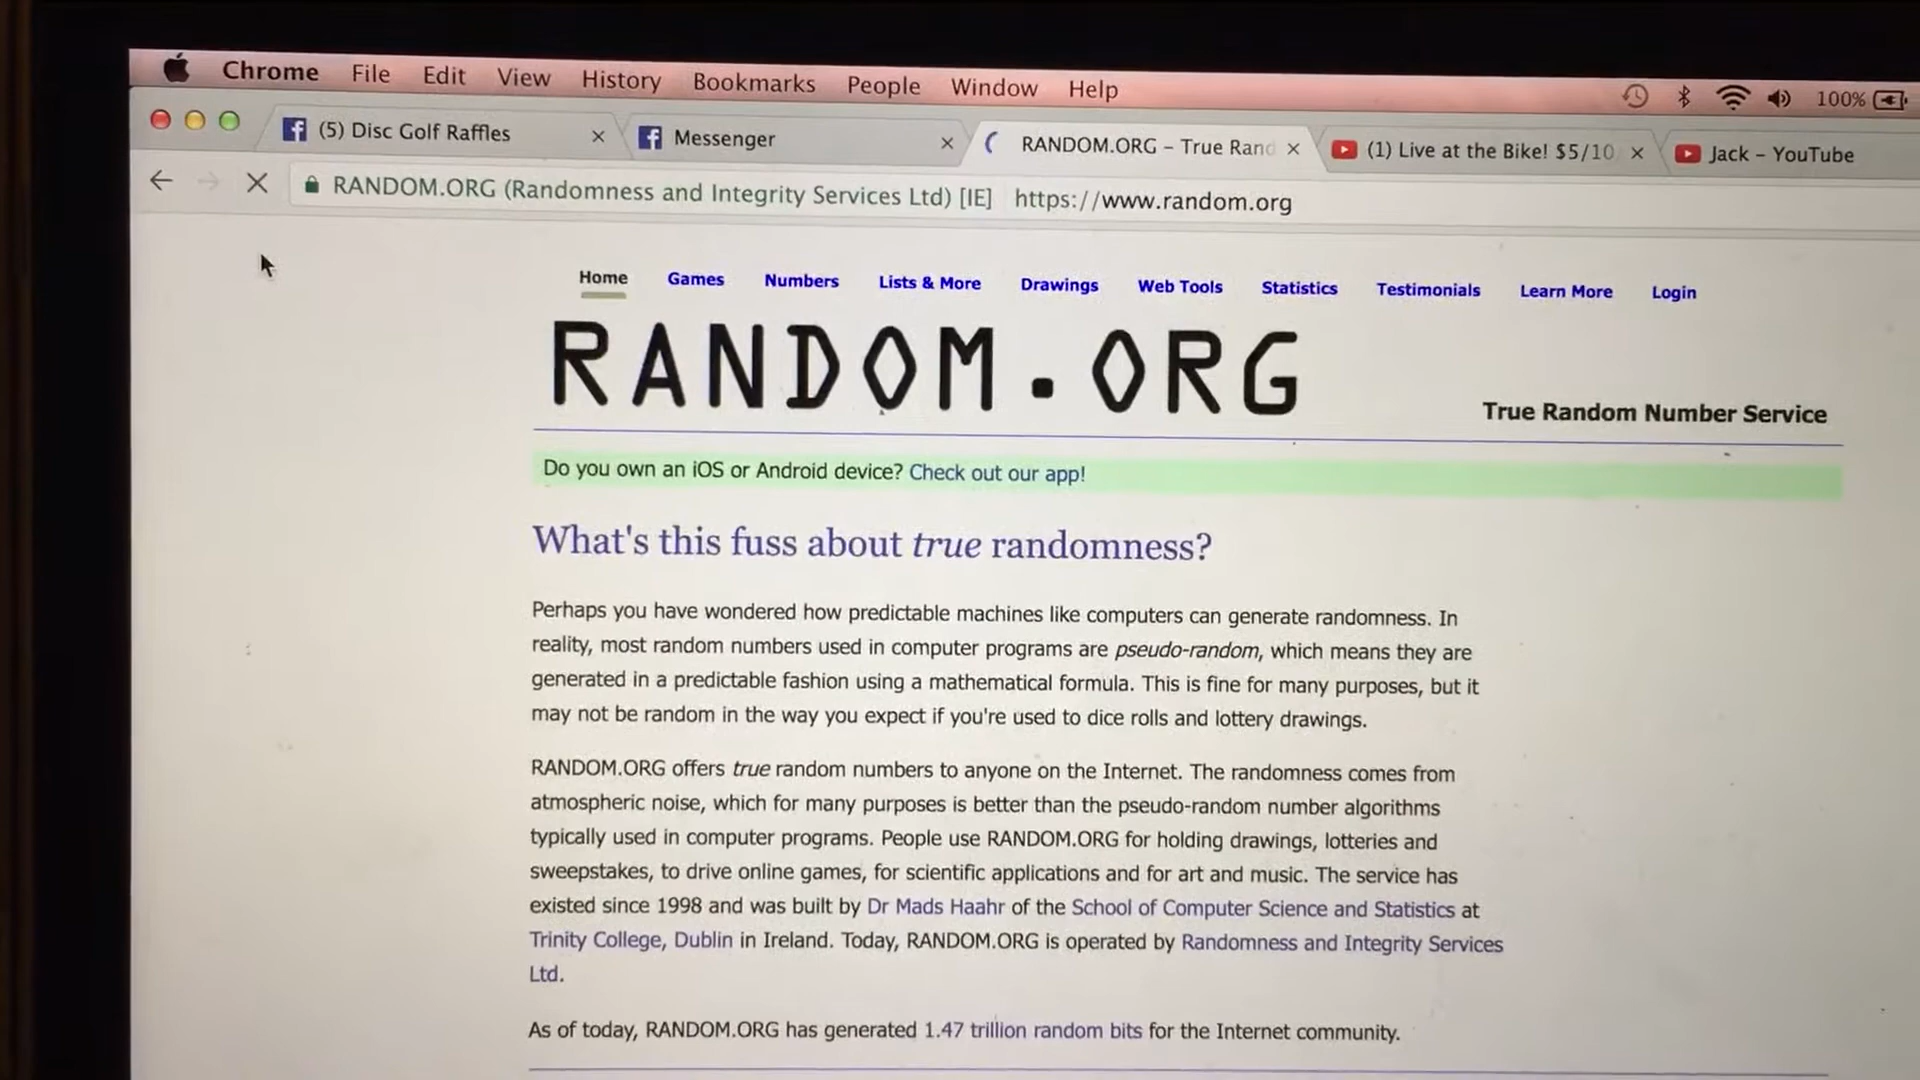 Chrome File Edit View History Bookmarks People Window Help 100%
(5) Disc Golf Raffles Messenger RANDOM.ORG - True Rand (1) Live at the Bike! $5/10 Jack - YouTube
RANDOM.ORG (Randomness and Integrity Services Ltd) [IE] https://www.random.org
Home Games Numbers Lists & More Drawings Web Tools Statistics Testimonials Learn More Login
RANDOM.ORG
True Random Number Service
Do you own an iOS or Android device? Check out our app!
What's this fuss about true randomness?
Perhaps you have wondered how predictable machines like computers can generate randomness. In
reality, most random numbers used in computer programs are pseudo-random, which means they are
generated in a predictable fashion using a mathematical formula. This is fine for many purposes, but it
may not be random in the way you expect if you're used to dice rolls and lottery drawings.
RANDOM.ORG offers true random numbers to anyone on the Internet. The randomness comes from
atmospheric noise, which for many purposes is better than the pseudo-random number algorithms
typically used in computer programs. People use RANDOM.ORG for holding drawings, lotteries and
sweepstakes, to drive online games, for scientific applications and for art and music. The service has
existed since 1998 and was built by Dr Mads Haahr of the School of Computer Science and Statistics at
Trinity College, Dublin in Ireland. Today, RANDOM.ORG is operated by Randomness and Integrity Services
Ltd.
As of today, RANDOM.ORG has generated 1.47 trillion random bits for the Internet community.